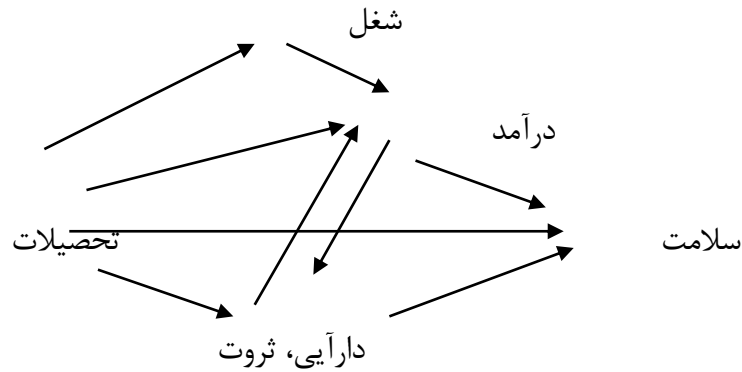 شغل
درآمد
سلامت
تحصیلات
دارآیی، ثروت